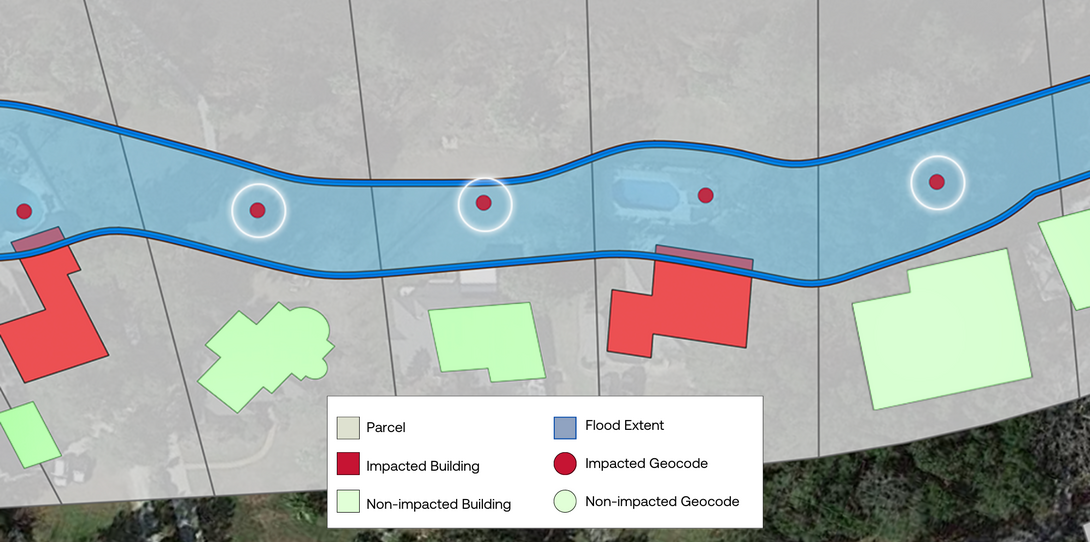 Parcel
Flood Extent
Impacted Building
Impacted Geocode
Non-impacted Building
Non-impacted Geocode